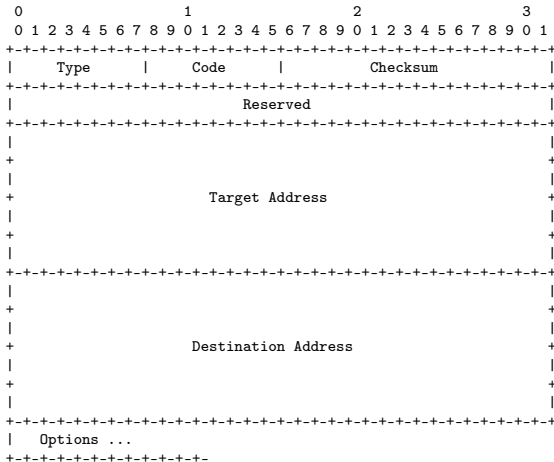 0                   1                   2                   3
 0 1 2 3 4 5 6 7 8 9 0 1 2 3 4 5 6 7 8 9 0 1 2 3 4 5 6 7 8 9 0 1
+-+-+-+-+-+-+-+-+-+-+-+-+-+-+-+-+-+-+-+-+-+-+-+-+-+-+-+-+-+-+-+-+
|     Type      |     Code      |          Checksum             |
+-+-+-+-+-+-+-+-+-+-+-+-+-+-+-+-+-+-+-+-+-+-+-+-+-+-+-+-+-+-+-+-+
|                           Reserved                            |
+-+-+-+-+-+-+-+-+-+-+-+-+-+-+-+-+-+-+-+-+-+-+-+-+-+-+-+-+-+-+-+-+
|                                                               |
+                                                               +
|                                                               |
+                       Target Address                          +
|                                                               |
+                                                               +
|                                                               |
+-+-+-+-+-+-+-+-+-+-+-+-+-+-+-+-+-+-+-+-+-+-+-+-+-+-+-+-+-+-+-+-+
|                                                               |
+                                                               +
|                                                               |
+                     Destination Address                       +
|                                                               |
+                                                               +
|                                                               |
+-+-+-+-+-+-+-+-+-+-+-+-+-+-+-+-+-+-+-+-+-+-+-+-+-+-+-+-+-+-+-+-+
|   Options ...
+-+-+-+-+-+-+-+-+-+-+-+-